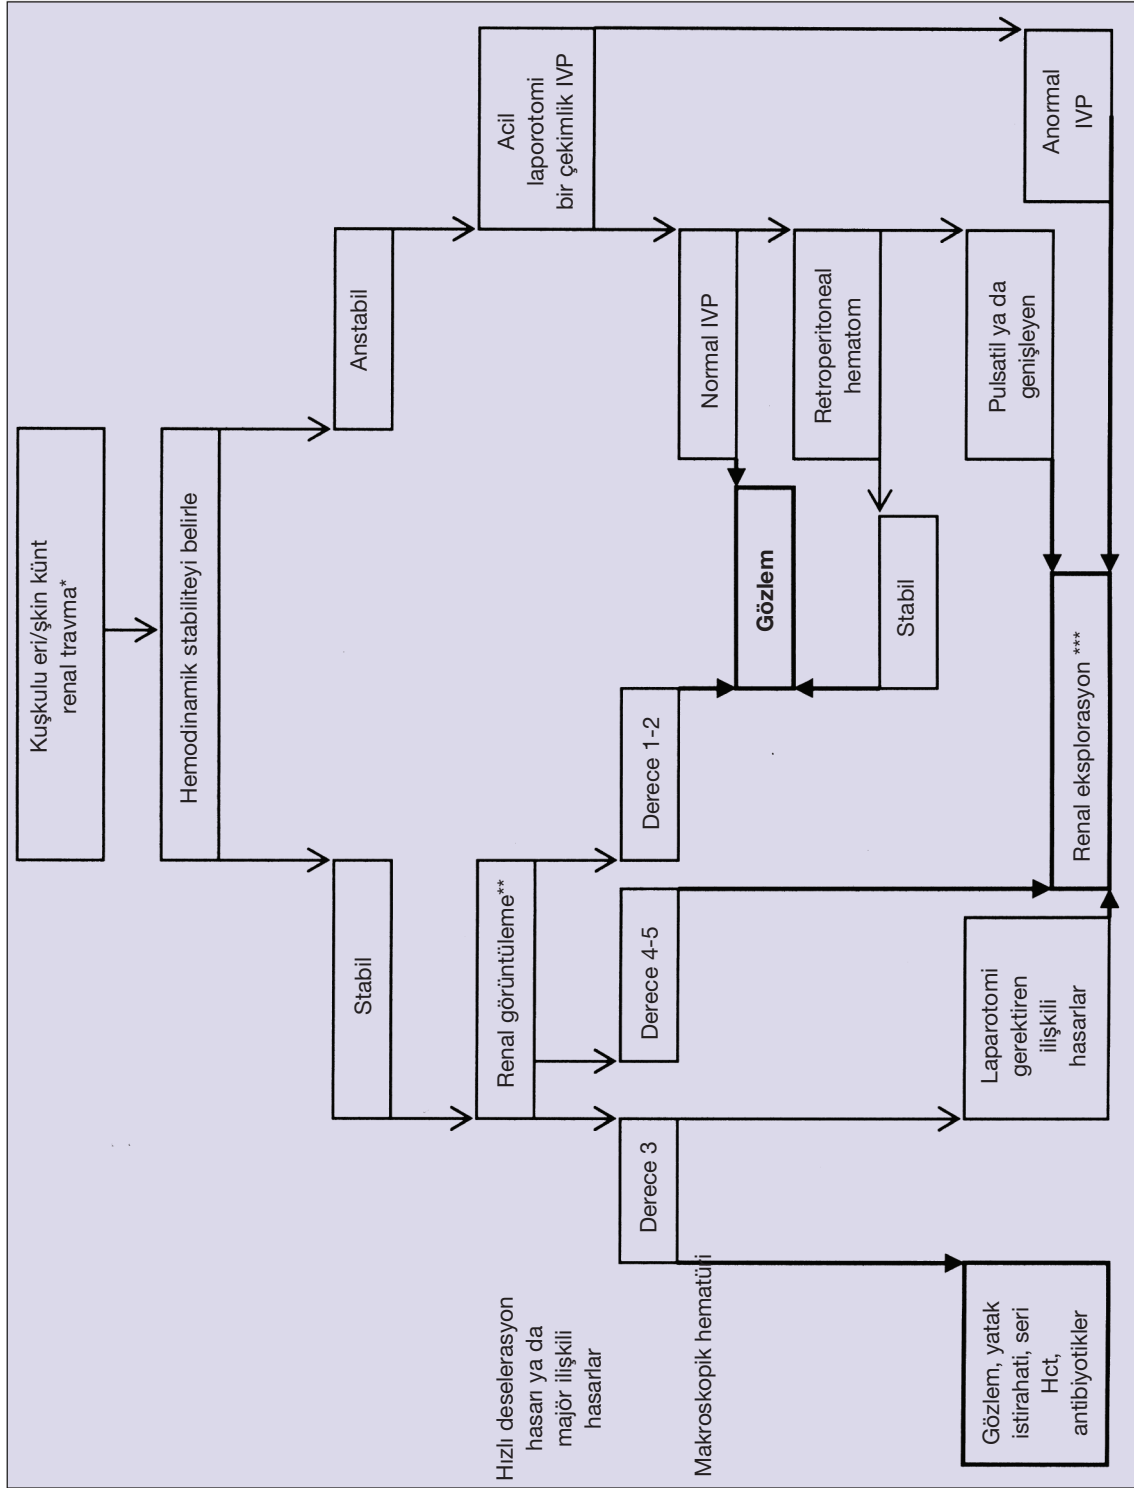 Kuşkulu eri/şkin künt
renal travma*
Hemodinamik stabiliteyi belirle
Stabil
Anstabil
Hızlı deselerasyon
hasarı ya da
majör ilişkili
hasarlar
Renal görüntüleme**
Acil
laporotomi
bir çekimlik IVP
Makroskopik hematüri
Derece 3
Derece 4-5
Derece 1-2
Normal IVP
Gözlem
Retroperitoneal
hematom
Stabil
Gözlem, yatak
istirahati, seri
Hct,
antibiyotikler
Laparotomi
gerektiren
ilişkili
hasarlar
Pulsatil ya da
genişleyen
Anormal
IVP
Renal eksplorasyon ***